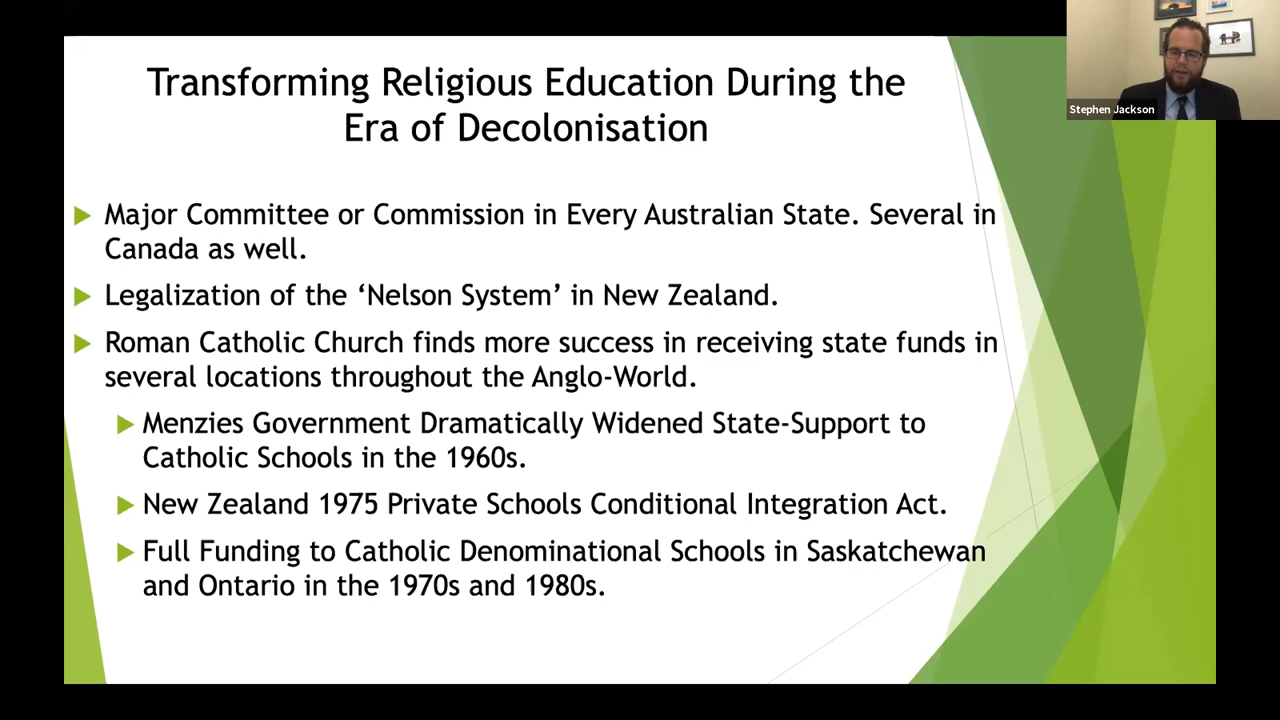 Transforming Religious Education During the
Era of Decolonisation
Major Committee or Commission in Every Australian State. Several in
Canada as well.
Legalization of the ‘Nelson System’ in New Zealand.
Roman Catholic Church finds more success in receiving state funds in
several locations throughout the Anglo-World.
Menzies Government Dramatically Widened State-Support to
Catholic Schools in the 1960s.
New Zealand 1975 Private Schools Conditional Integration Act.
Full Funding to Catholic Denominational Schools in Saskatchewan
and Ontario in the 1970s and 1980s.
Stephen Jackson